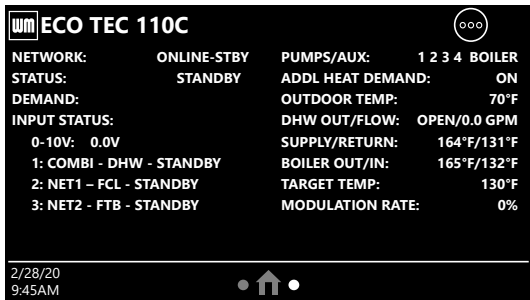 wm ECO TEC 110C
NETWORK: ONLINE-STBY
STATUS: STANDBY
DEMAND:
INPUT STATUS:
0-10V: 0.0V
1: COMBI - DHW - STANDBY
2: NET1 – FCL - STANDBY
3: NET2 - FTB - STANDBY
PUMPS/AUX: 1 2 3 4 BOILER
ADDL HEAT DEMAND: ON
OUTDOOR TEMP: 70°F
DHW OUT/FLOW: OPEN/0.0 GPM
SUPPLY/RETURN: 164°F/131°F
BOILER OUT/IN: 165°F/132°F
TARGET TEMP: 130°F
MODULATION RATE: 0%
2/28/20
9:45AM